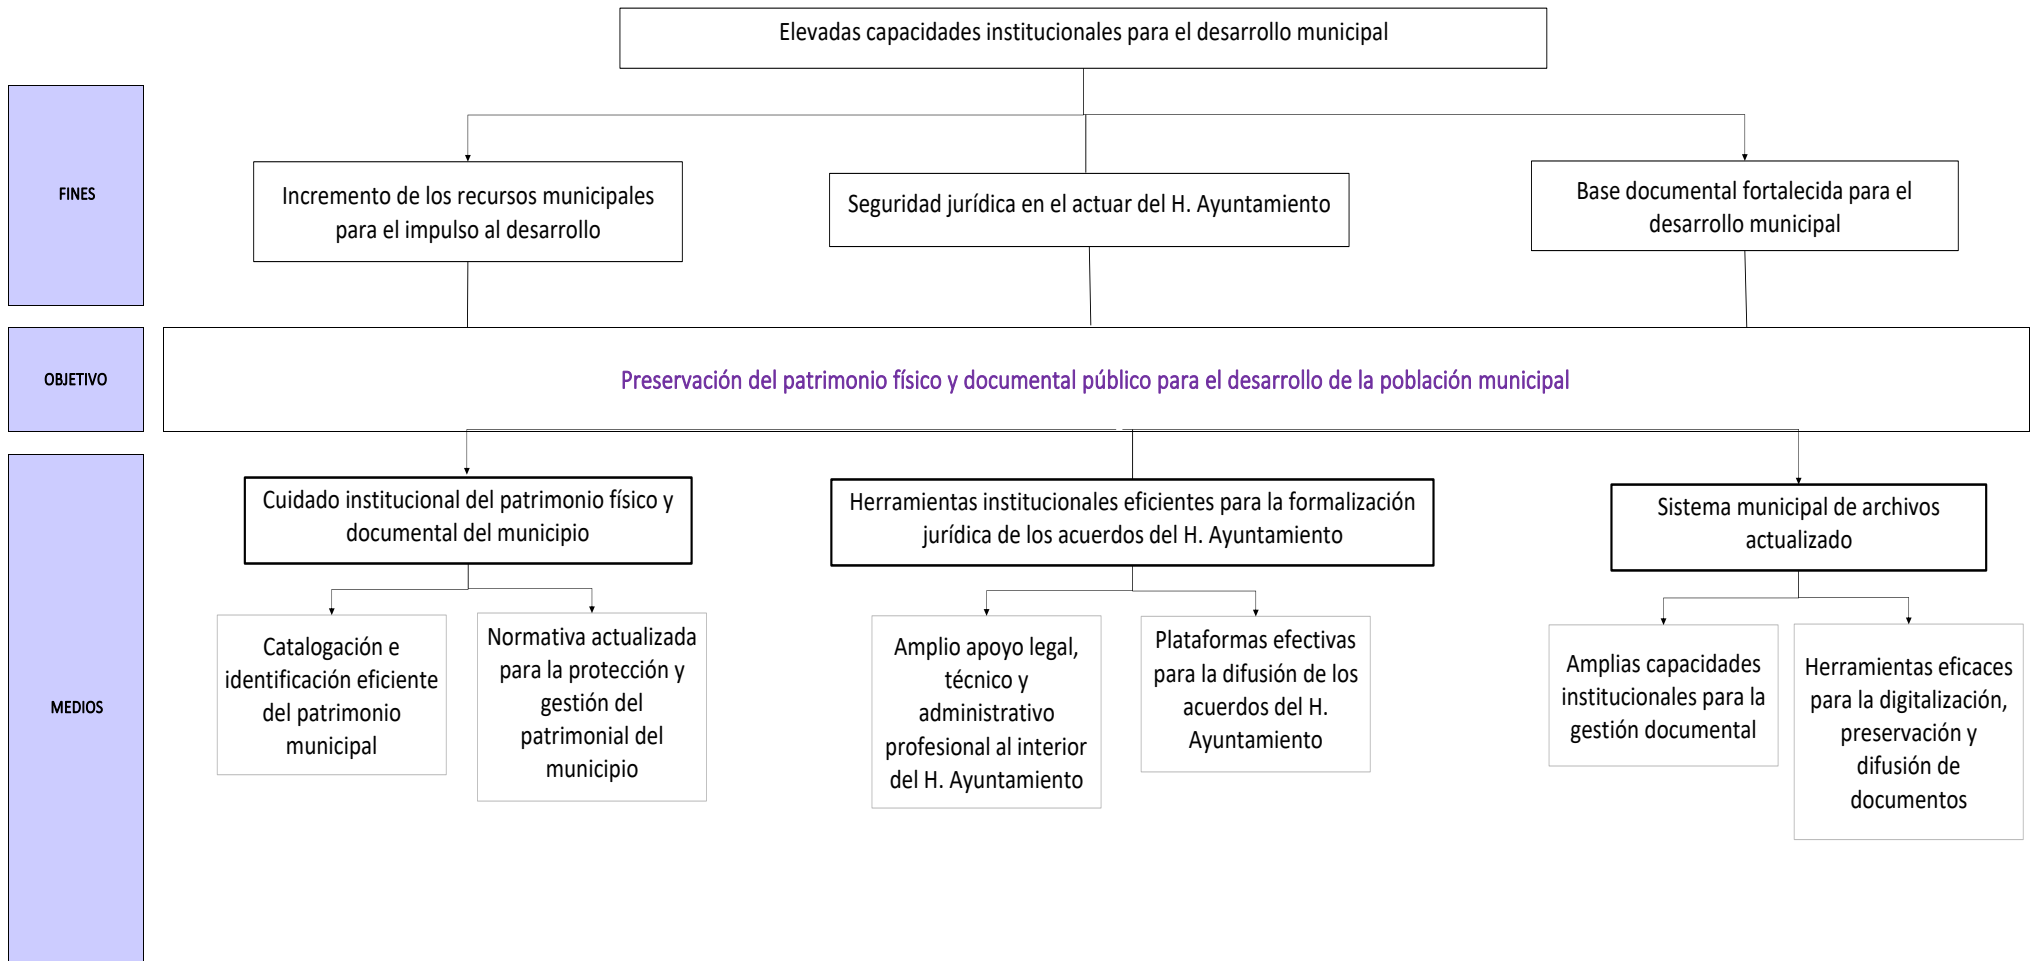 Elevadas capacidades institucionales para el desarrollo municipal
FINES
Incremento de los recursos municipales
para el impulso al desarrollo
Seguridad jurídica en el actuar del H. Ayuntamiento
Base documental fortalecida para el
desarrollo municipal
OBJETIVO
Preservación del patrimonio físico y documental público para el desarrollo de la población municipal
MEDIOS
Cuidado institucional del patrimonio físico y
documental del municipio
Herramientas institucionales eficientes para la formalización
jurídica de los acuerdos del H. Ayuntamiento
Sistema municipal de archivos
actualizado
Catalogación e
identificación eficiente
del patrimonio
municipal
Normativa actualizada
para la protección y
gestión del
patrimonial del
municipio
Amplio apoyo legal,
técnico y
administrativo
profesional al interior
del H. Ayuntamiento
Plataformas efectivas
para la difusión de los
acuerdos del H.
Ayuntamiento
Amplias capacidades
institucionales para la
gestión documental
Herramientas eficaces
para la digitalización,
preservación y
difusión de
documentos